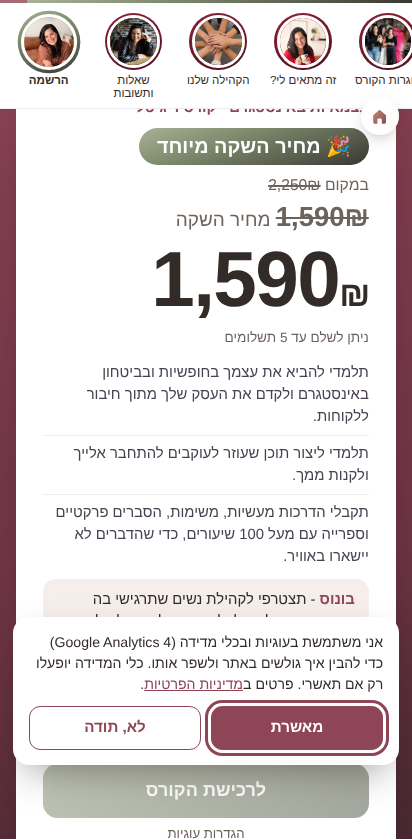 וגרות הקורס
זה מתאים לי?
הקהילה שלנו
שאלות
ותשובות
הרשמה
🎉 מחיר השקה מיוחד
במקום 2,250₪
1,590₪ מחיר השקה
1,590₪
ניתן לשלם עד 5 תשלומים
תלמדי להביא את עצמך בחופשיות ובביטחון
באינסטגרם ולקדם את העסק שלך מתוך חיבור
ללקוחות.
תלמדי ליצור תוכן שעוזר לעוקבים להתחבר אלייך
ולקנות ממך.
תקבלי הדרכות מעשיות, משימות, הסברים פרקטיים
וספרייה עם מעל 100 שיעורים, כדי שהדברים לא
יישארו באוויר.
בונוס - תצטרפי לקהילת נשים שתרגישי בה
אני משתמשת בעוגיות ובכלי מדידה (Google Analytics 4)
כדי להבין איך גולשים באתר ולשפר אותו. כלי המדידה יופעלו
רק אם תאשרי. פרטים במדיניות הפרטיות.
מאשרת
לא, תודה
לרכישת הקורס
הגדרות עוגיות